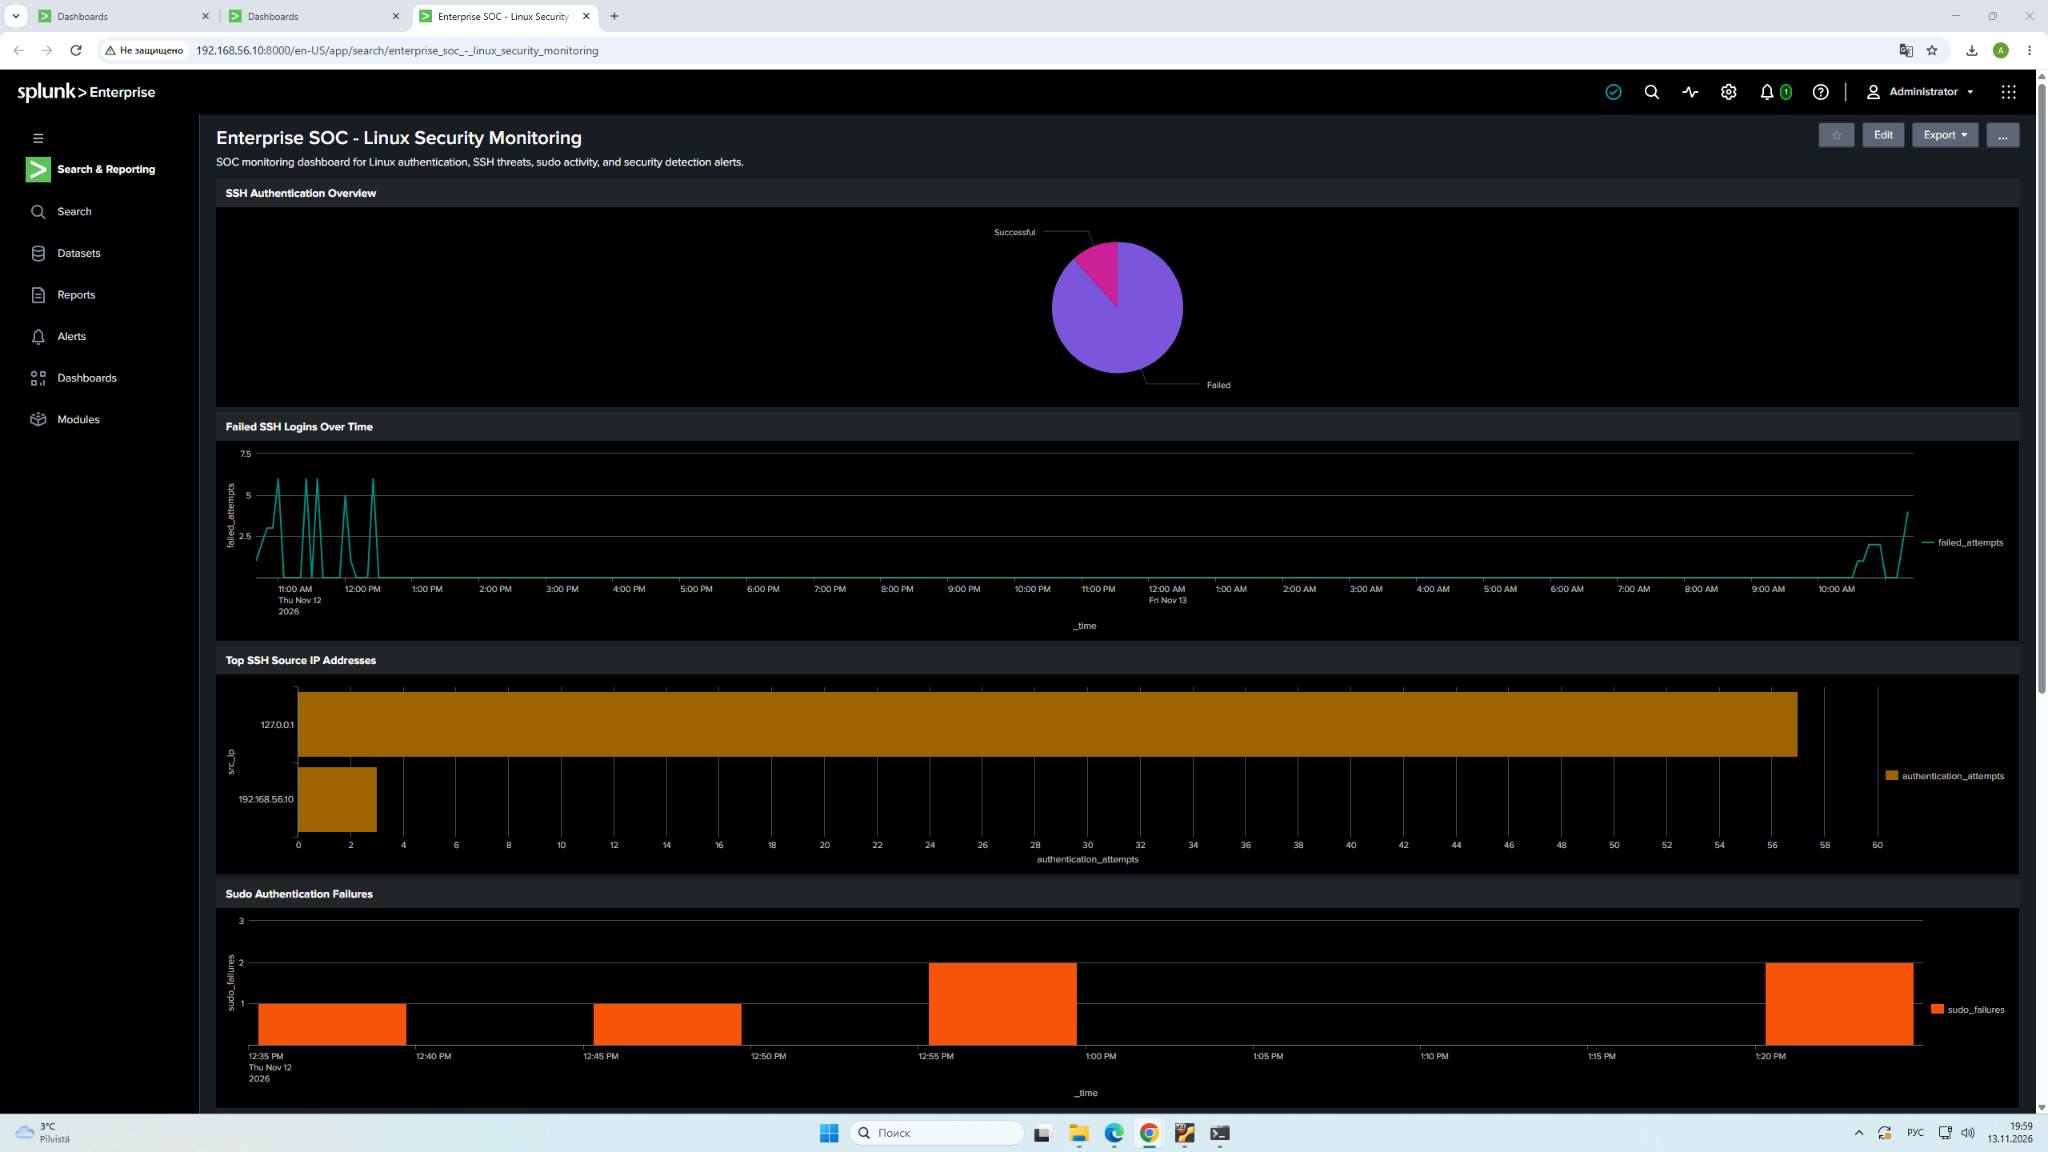 Dashboards
Dashboards
Enterprise SOC - Linux Security
Не защищено
192.168.56.10:8000/en-US/app/search/enterprise_soc_-_linux_security_monitoring
A
splunk>Enterprise
1
Administrator
Search & Reporting
Search
Datasets
Reports
Alerts
Dashboards
Modules
Enterprise SOC - Linux Security Monitoring
Edit
Export
...
SOC monitoring dashboard for Linux authentication, SSH threats, sudo activity, and security detection alerts.
SSH Authentication Overview
Successful
Failed
Failed SSH Logins Over Time
7.5
5
2.5
failed_attempts
11:00 AM 12:00 PM 1:00 PM 2:00 PM 3:00 PM 4:00 PM 5:00 PM 6:00 PM 7:00 PM 8:00 PM 9:00 PM 10:00 PM 11:00 PM 12:00 AM 1:00 AM 2:00 AM 3:00 AM 4:00 AM 5:00 AM 6:00 AM 7:00 AM 8:00 AM 9:00 AM 10:00 AM
Thu Nov 12 Fri Nov 13
2026
_time
failed_attempts
Top SSH Source IP Addresses
127.0.0.1
src_ip
192.168.56.10
0 2 4 6 8 10 12 14 16 18 20 22 24 26 28 30 32 34 36 38 40 42 44 46 48 50 52 54 56 58 60
authentication_attempts
authentication_attempts
Sudo Authentication Failures
3
2
1
sudo_failures
12:35 PM 12:40 PM 12:45 PM 12:50 PM 12:55 PM 1:00 PM 1:05 PM 1:10 PM 1:15 PM 1:20 PM
Thu Nov 12
2026
_time
sudo_failures
3°C
Pilvistä
Поиск
РУС
19:59
13.11.2026